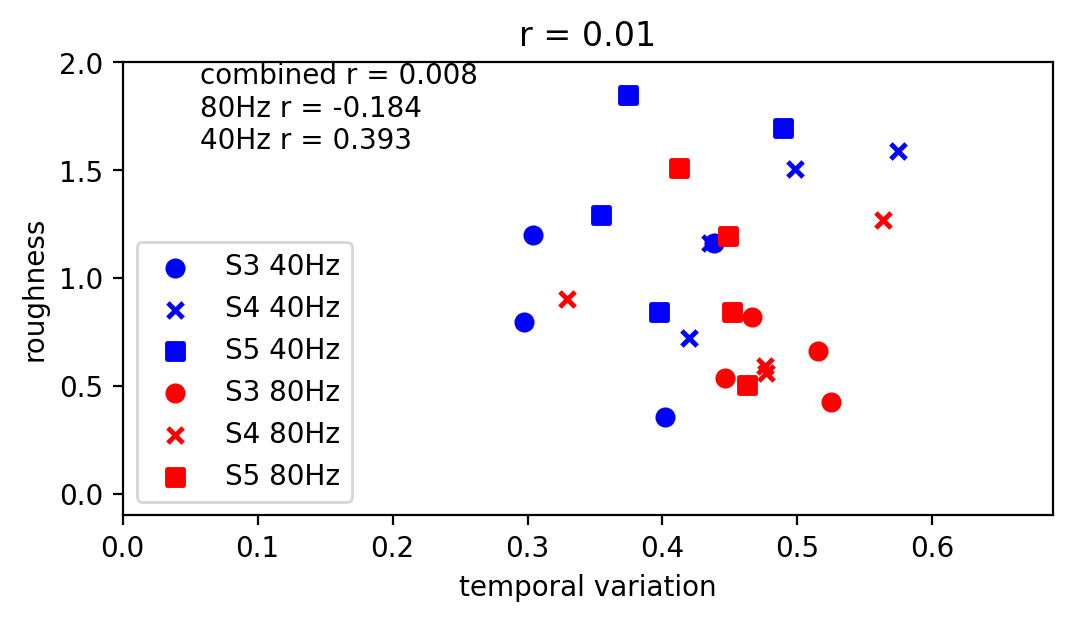 r = 0.01
combined r = 0.008
80Hz r = -0.184
40Hz r = 0.393
2.0
1.5
1.0
0.5
0.0
roughness
S3 40Hz
S4 40Hz
S5 40Hz
S3 80Hz
S4 80Hz
S5 80Hz
0.0 0.1 0.2 0.3 0.4 0.5 0.6
temporal variation